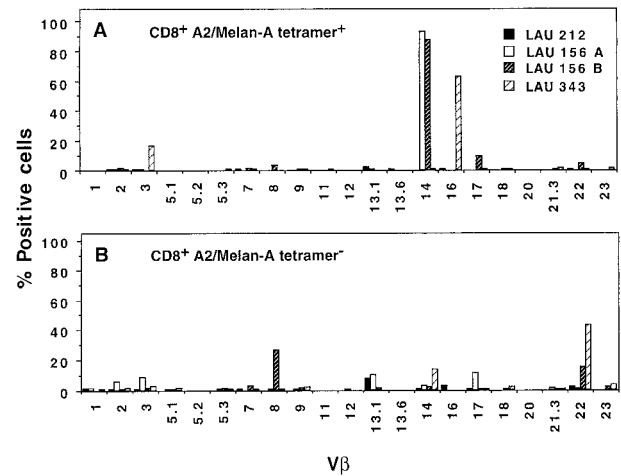 A
CD8+ A2/Melan-A tetramer+
LAU 212
LAU 156 A
LAU 156 B
LAU 343
100
80
60
40
20
0
1 2 3 5.1 5.2 5.3 7 8 9 11 12 13.1 13.6 14 16 17 18 20 21.3 22 23
% Positive cells
B
CD8+ A2/Melan-A tetramer-
100
80
60
40
20
0
1 2 3 5.1 5.2 5.3 7 8 9 11 12 13.1 13.6 14 16 17 18 20 21.3 22 23
Vβ